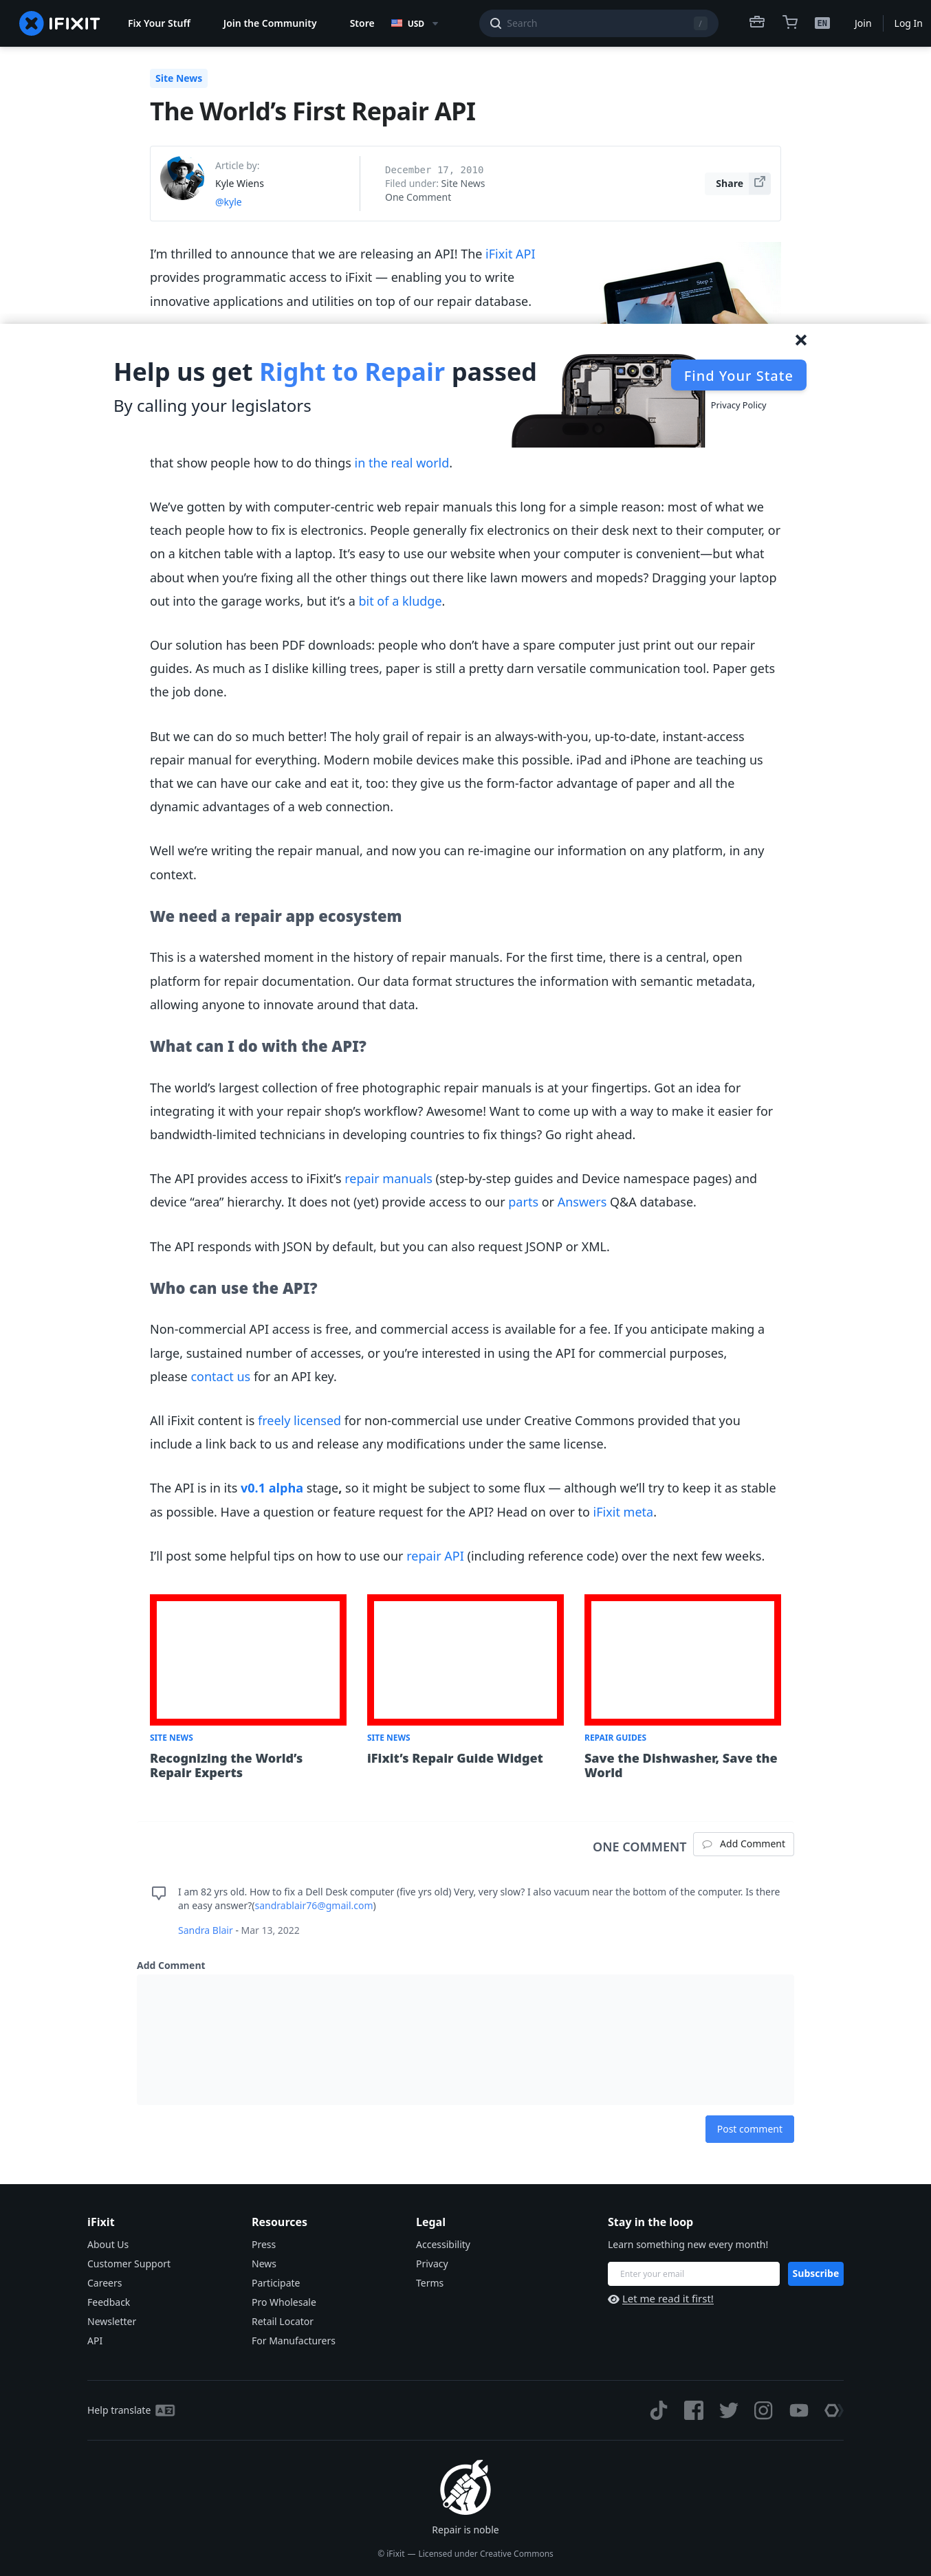 IFIXIT
Fix Your Stuff
Join the Community
Store
USD
Search
/
EN
Join
Log In
Site News
The World’s First Repair API
Article by:
Kyle Wiens
@kyle
December 17, 2010
Filed under: Site News
One Comment
Share
I’m thrilled to announce that we are releasing an API! The iFixit API
provides programmatic access to iFixit — enabling you to write
innovative applications and utilities on top of our repair database.
Step 2
Help us get Right to Repair passed
By calling your legislators
Find Your State
Privacy Policy
that show people how to do things in the real world.
We’ve gotten by with computer-centric web repair manuals this long for a simple reason: most of what we
teach people how to fix is electronics. People generally fix electronics on their desk next to their computer, or
on a kitchen table with a laptop. It’s easy to use our website when your computer is convenient—but what
about when you’re fixing all the other things out there like lawn mowers and mopeds? Dragging your laptop
out into the garage works, but it’s a bit of a kludge.
Our solution has been PDF downloads: people who don’t have a spare computer just print out our repair
guides. As much as I dislike killing trees, paper is still a pretty darn versatile communication tool. Paper gets
the job done.
But we can do so much better! The holy grail of repair is an always-with-you, up-to-date, instant-access
repair manual for everything. Modern mobile devices make this possible. iPad and iPhone are teaching us
that we can have our cake and eat it, too: they give us the form-factor advantage of paper and all the
dynamic advantages of a web connection.
Well we’re writing the repair manual, and now you can re-imagine our information on any platform, in any
context.
We need a repair app ecosystem
This is a watershed moment in the history of repair manuals. For the first time, there is a central, open
platform for repair documentation. Our data format structures the information with semantic metadata,
allowing anyone to innovate around that data.
What can I do with the API?
The world’s largest collection of free photographic repair manuals is at your fingertips. Got an idea for
integrating it with your repair shop’s workflow? Awesome! Want to come up with a way to make it easier for
bandwidth-limited technicians in developing countries to fix things? Go right ahead.
The API provides access to iFixit’s repair manuals (step-by-step guides and Device namespace pages) and
device “area” hierarchy. It does not (yet) provide access to our parts or Answers Q&A database.
The API responds with JSON by default, but you can also request JSONP or XML.
Who can use the API?
Non-commercial API access is free, and commercial access is available for a fee. If you anticipate making a
large, sustained number of accesses, or you’re interested in using the API for commercial purposes,
please contact us for an API key.
All iFixit content is freely licensed for non-commercial use under Creative Commons provided that you
include a link back to us and release any modifications under the same license.
The API is in its v0.1 alpha stage, so it might be subject to some flux — although we’ll try to keep it as stable
as possible. Have a question or feature request for the API? Head on over to iFixit meta.
I’ll post some helpful tips on how to use our repair API (including reference code) over the next few weeks.
SITE NEWS
Recognizing the World’s
Repair Experts
SITE NEWS
iFixit’s Repair Guide Widget
REPAIR GUIDES
Save the Dishwasher, Save the
World
ONE COMMENT
Add Comment
I am 82 yrs old. How to fix a Dell Desk computer (five yrs old) Very, very slow? I also vacuum near the bottom of the computer. Is there
an easy answer?(sandrablair76@gmail.com)
Sandra Blair - Mar 13, 2022
Add Comment
Post comment
iFixit
About Us
Customer Support
Careers
Feedback
Newsletter
API
Resources
Press
News
Participate
Pro Wholesale
Retail Locator
For Manufacturers
Legal
Accessibility
Privacy
Terms
Stay in the loop
Learn something new every month!
Enter your email
Subscribe
Let me read it first!
Help translate
Repair is noble
© iFixit — Licensed under Creative Commons